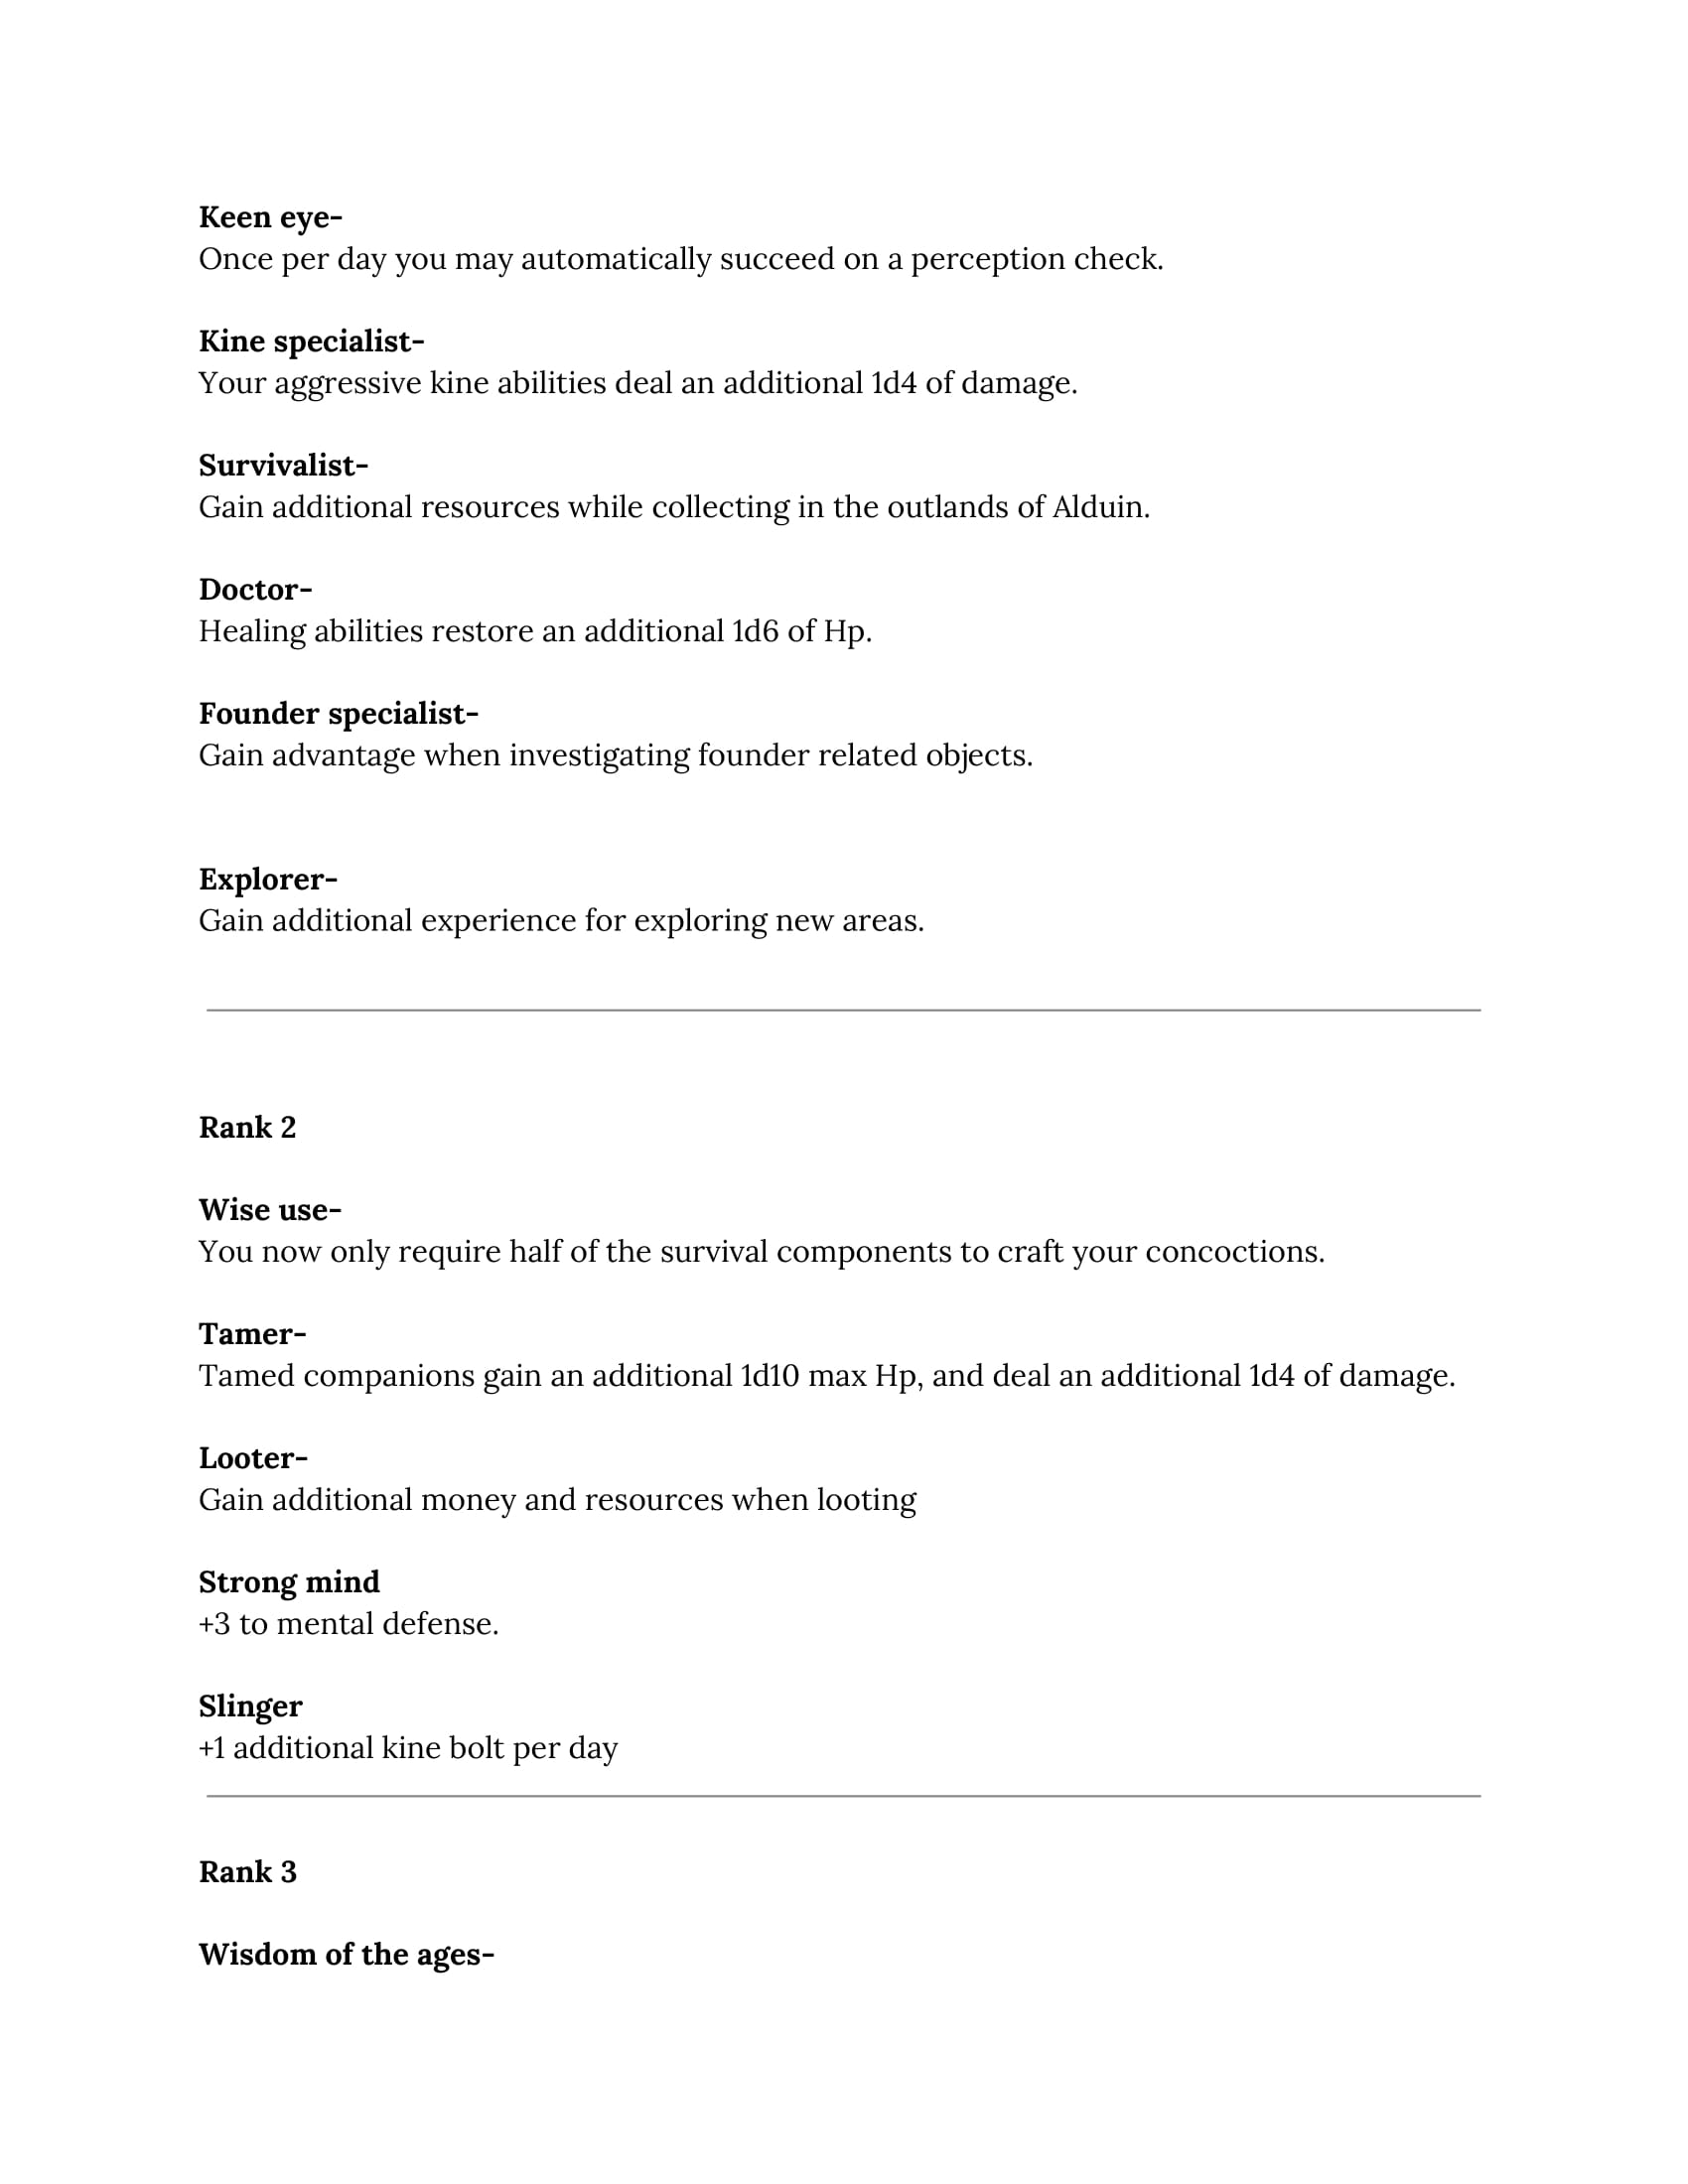 Keen eye-
Once per day you may automatically succeed on a perception check.
Kine specialist-
Your aggressive kine abilities deal an additional 1d4 of damage.
Survivalist-
Gain additional resources while collecting in the outlands of Alduin.
Doctor-
Healing abilities restore an additional 1d6 of Hp.
Founder specialist-
Gain advantage when investigating founder related objects.
Explorer-
Gain additional experience for exploring new areas.
Rank 2
Wise use-
You now only require half of the survival components to craft your concoctions.
Tamer-
Tamed companions gain an additional 1d10 max Hp, and deal an additional 1d4 of damage.
Looter-
Gain additional money and resources when looting
Strong mind
+3 to mental defense.
Slinger
+1 additional kine bolt per day
Rank 3
Wisdom of the ages-